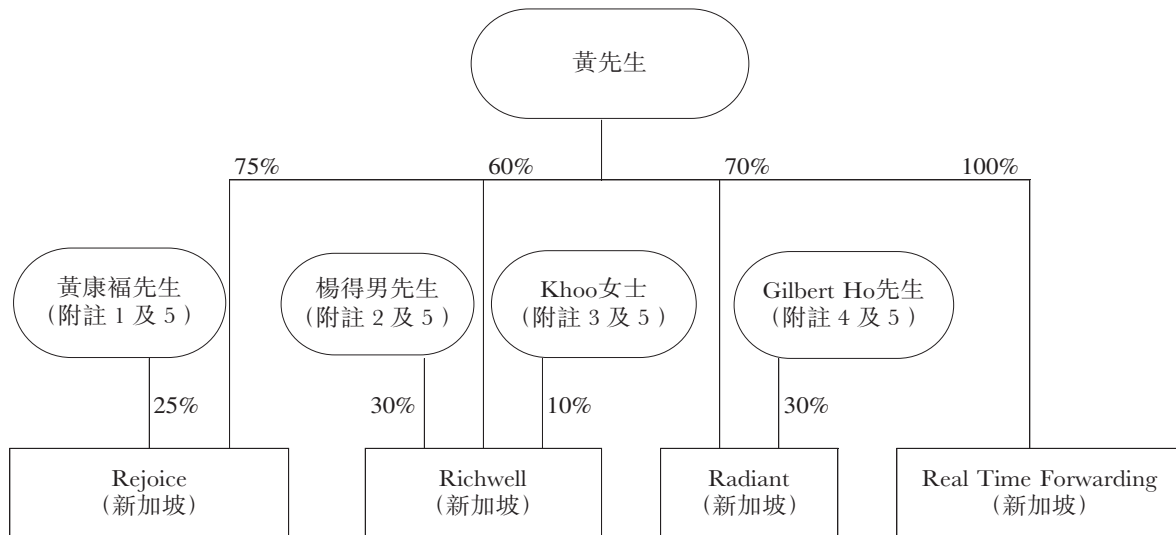 黃先生
75%
60%
70%
100%
黃康福先生
(附註 1 及 5)
楊得男先生
(附註 2 及 5)
Khoo女士
(附註 3 及 5)
Gilbert Ho先生
(附註 4 及 5)
25%
30%
10%
30%
Rejoice
(新加坡)
Richwell
(新加坡)
Radiant
(新加坡)
Real Time Forwarding
(新加坡)